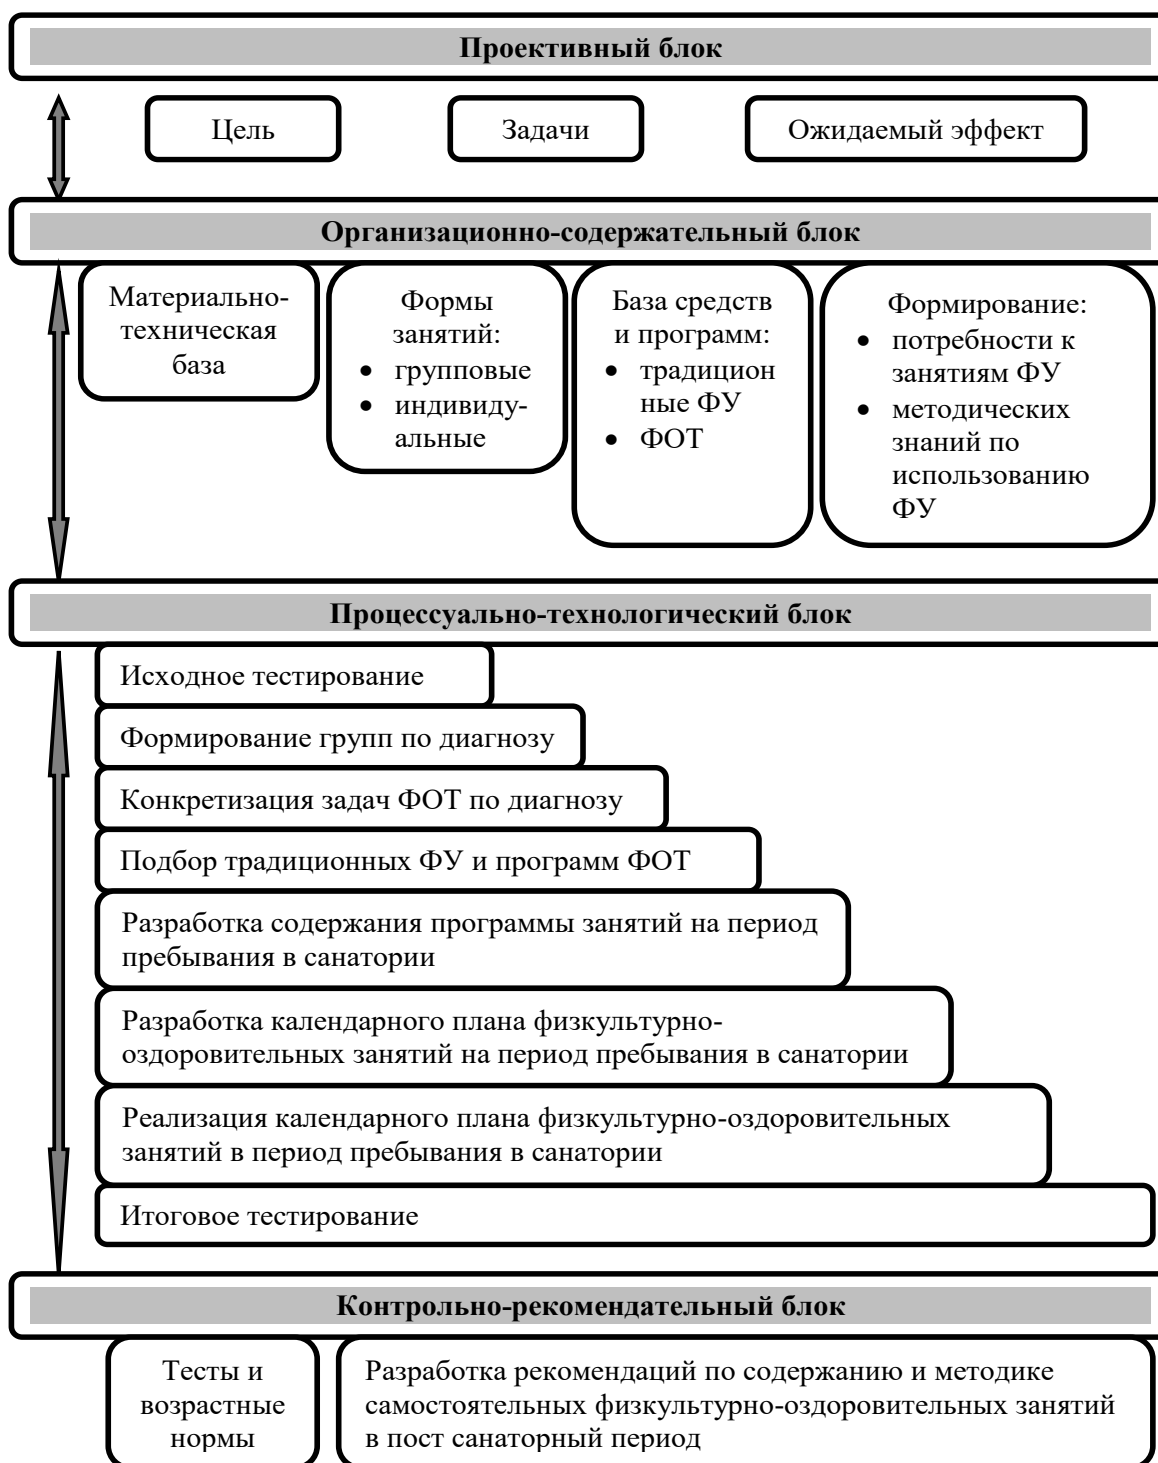 Проективный блок
Цель
Задачи
Ожидаемый эффект
Организационно-содержательный блок
Материально-
техническая
база
Формы
занятий:
• групповые
• индивиду-
альные
База средств
и программ:
• традицион
ные ФУ
• ФОТ
Формирование:
• потребности к
занятиям ФУ
• методических
знаний по
использованию
ФУ
Процессуально-технологический блок
Исходное тестирование
Формирование групп по диагнозу
Конкретизация задач ФОТ по диагнозу
Подбор традиционных ФУ и программ ФОТ
Разработка содержания программы занятий на период
пребывания в санатории
Разработка календарного плана физкультурно-
оздоровительных занятий на период пребывания в санатории
Реализация календарного плана физкультурно-оздоровительных
занятий в период пребывания в санатории
Итоговое тестирование
Контрольно-рекомендательный блок
Тесты и
возрастные
нормы
Разработка рекомендаций по содержанию и методике
самостоятельных физкультурно-оздоровительных занятий
в пост санаторный период